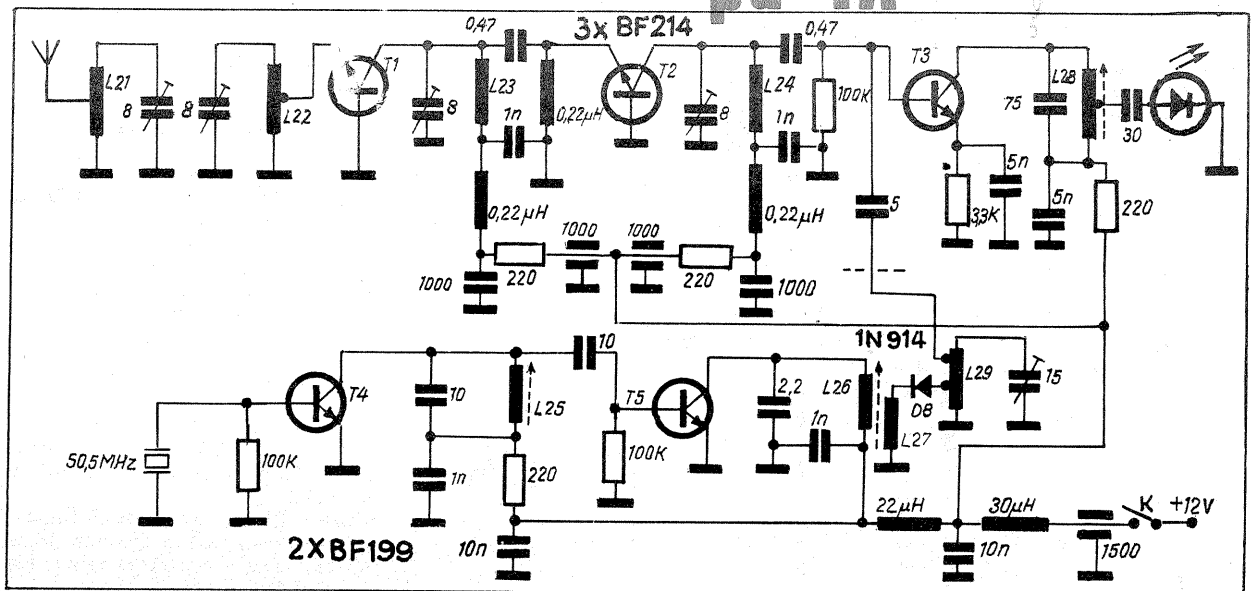 3x BF214
0,47
0,47
T1
T2
T3
L21
8
8
L22
8
L23
1n
0,22µH
8
L24
1n
100K
75
L28
30
5n
0,22µH
0,22µH
5
3,3K
5n
220
1000
1000
1000
220
220
1000
10
1N914
T4
10
L25
T5
2,2
L26
D8
L29
15
1n
L27
50,5MHz
100K
1n
220
100K
22µH
30µH
K
+12V
2XBF199
10n
10n
1500